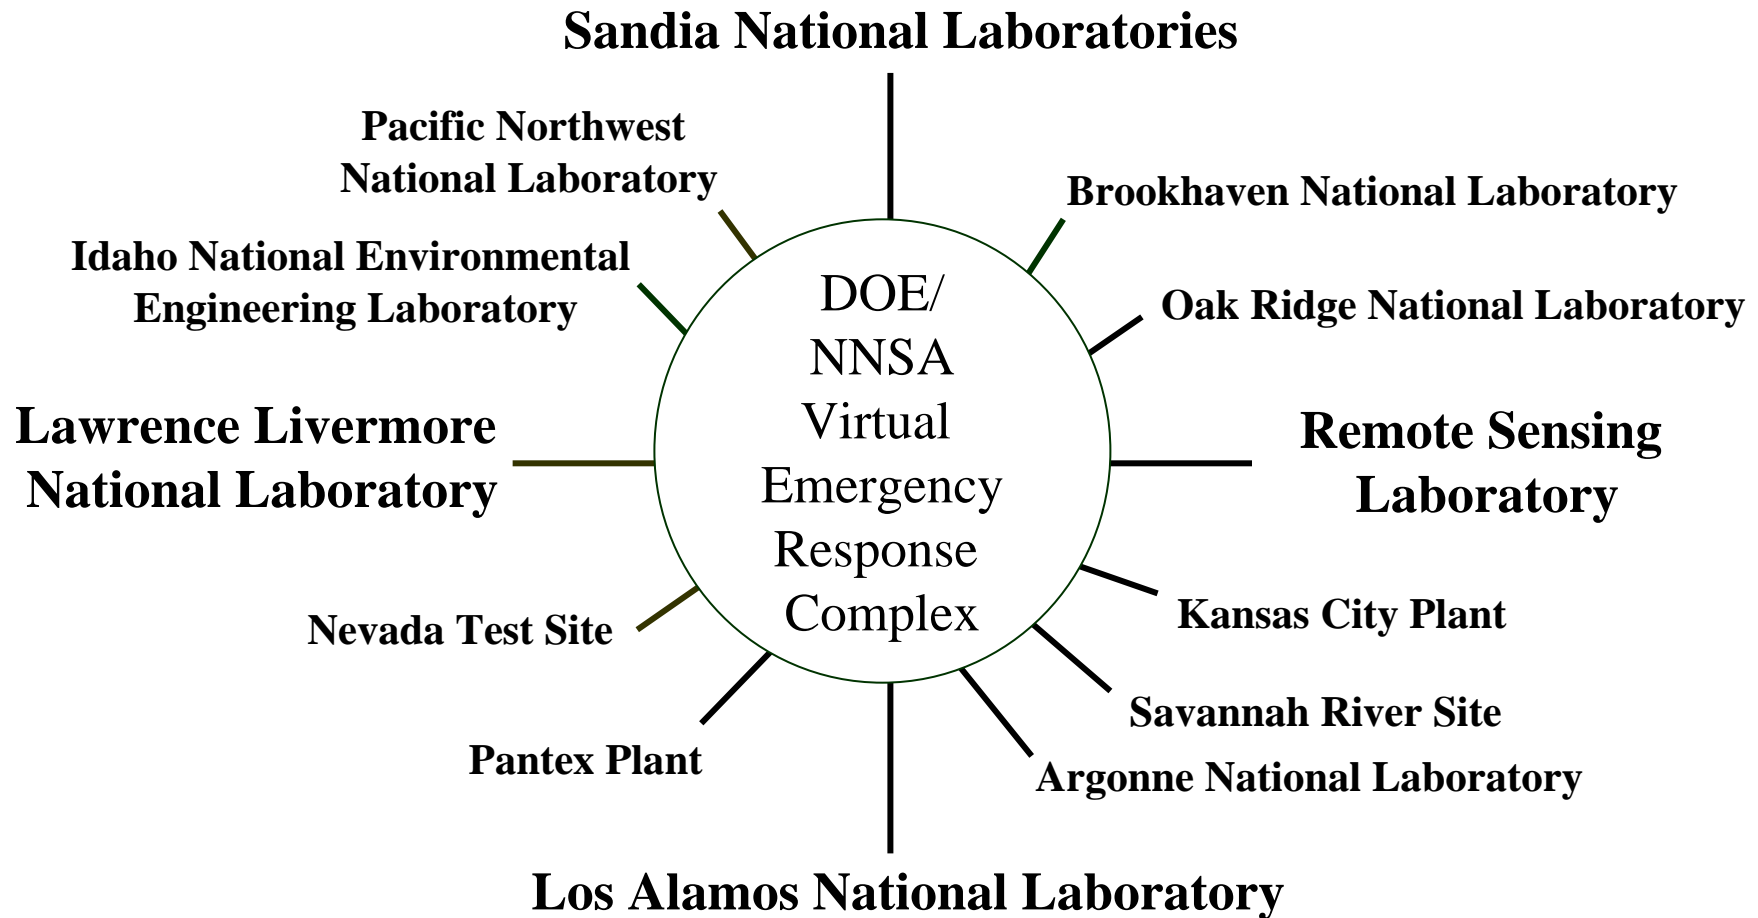 Sandia National Laboratories
Pacific Northwest
National Laboratory
Brookhaven National Laboratory
Idaho National Environmental
Engineering Laboratory
Oak Ridge National Laboratory
DOE/
NNSA
Virtual
Emergency
Response
Complex
Lawrence Livermore
National Laboratory
Remote Sensing
Laboratory
Nevada Test Site
Kansas City Plant
Savannah River Site
Pantex Plant
Argonne National Laboratory
Los Alamos National Laboratory